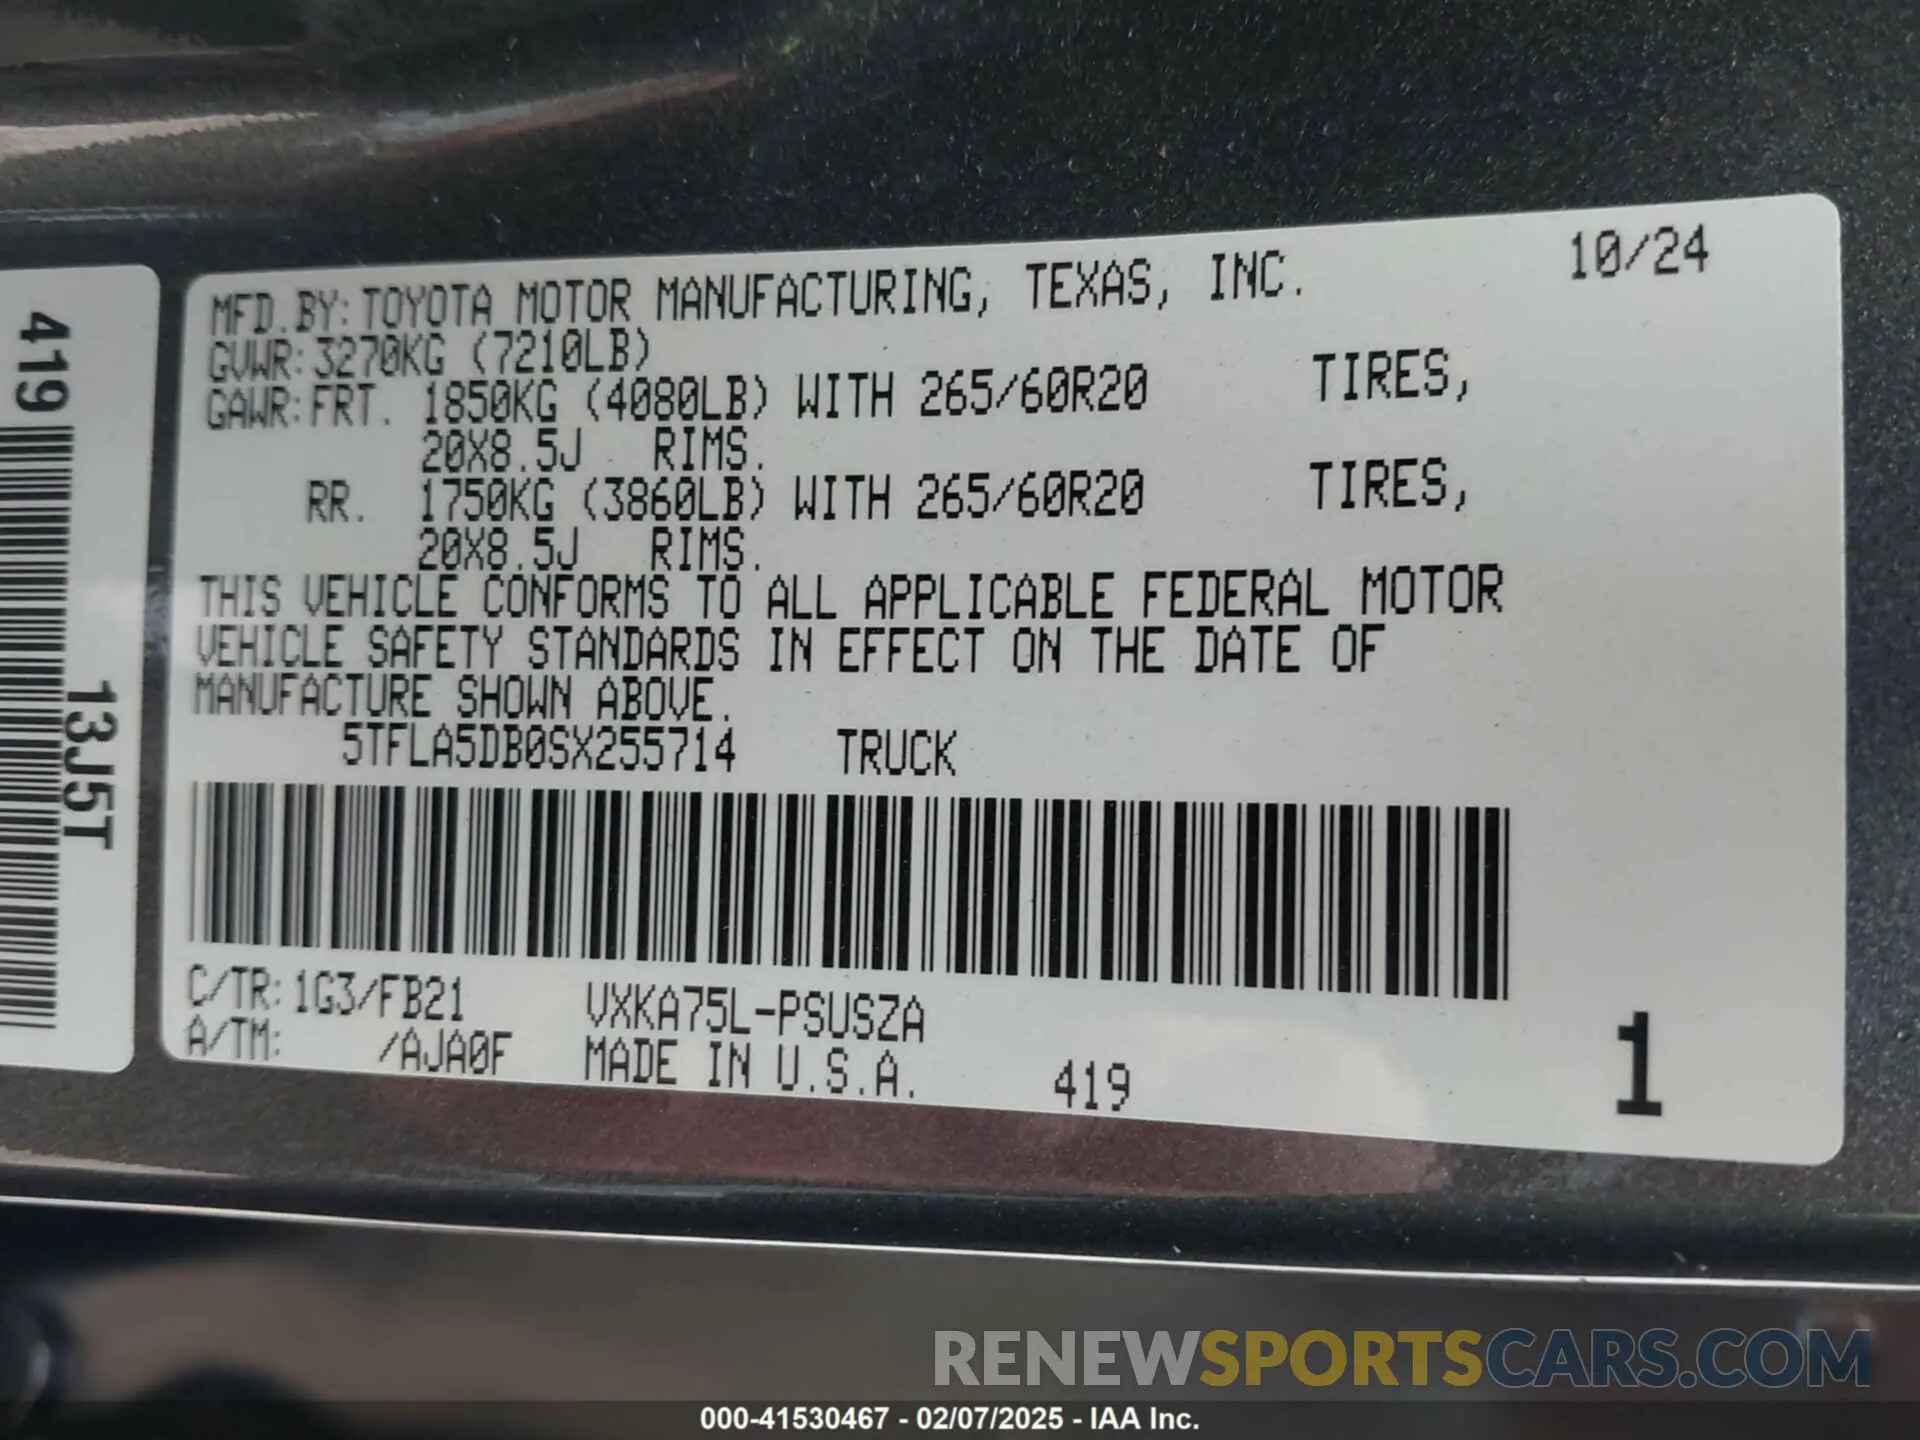 419
13J5T
MFD.BY: TOYOTA MOTOR MANUFACTURING, TEXAS, INC. 10/24
GVWR: 3270KG (7210LB)
GAWR: FRT. 1850KG (4080LB) WITH 265/60R20 TIRES,
20X8.5J RIMS.
RR. 1750KG (3860LB) WITH 265/60R20 TIRES,
20X8.5J RIMS.
THIS VEHICLE CONFORMS TO ALL APPLICABLE FEDERAL MOTOR
VEHICLE SAFETY STANDARDS IN EFFECT ON THE DATE OF
MANUFACTURE SHOWN ABOVE.
5TFLA5DB0SX255714 TRUCK
C/TR: 1G3/FB21 VXKA75L-PSUSZA
A/TM: /AJA0F MADE IN U.S.A. 419 1
RENEWSPORTSCARS.COM
000-41530467 - 02/07/2025 - IAA Inc.